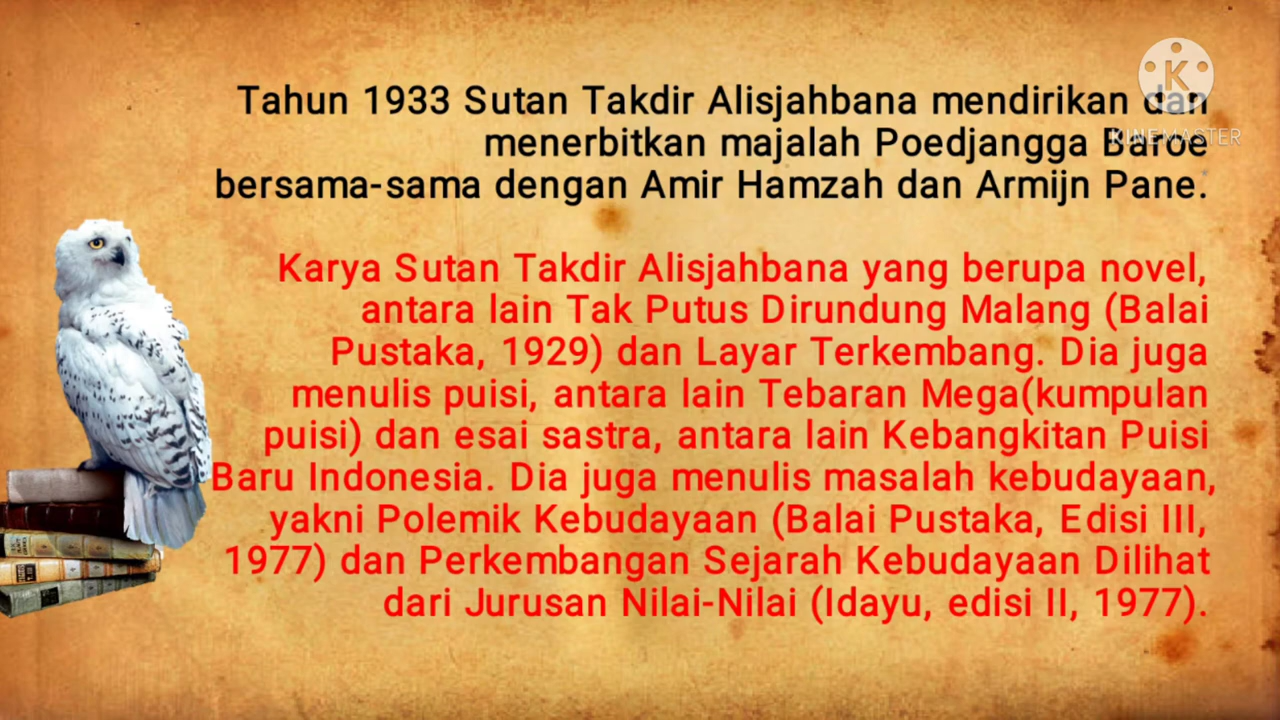 Tahun 1933 Sutan Takdir Alisjahbana mendirikan dan
menerbitkan majalah Poedjangga Baroe
bersama-sama dengan Amir Hamzah dan Armijn Pane.
Karya Sutan Takdir Alisjahbana yang berupa novel,
antara lain Tak Putus Dirundung Malang (Balai
Pustaka, 1929) dan Layar Terkembang. Dia juga
menulis puisi, antara lain Tebaran Mega(kumpulan
puisi) dan esai sastra, antara lain Kebangkitan Puisi
Baru Indonesia. Dia juga menulis masalah kebudayaan,
yakni Polemik Kebudayaan (Balai Pustaka, Edisi III,
1977) dan Perkembangan Sejarah Kebudayaan Dilihat
dari Jurusan Nilai-Nilai (Idayu, edisi II, 1977).
K
KINEMASTER